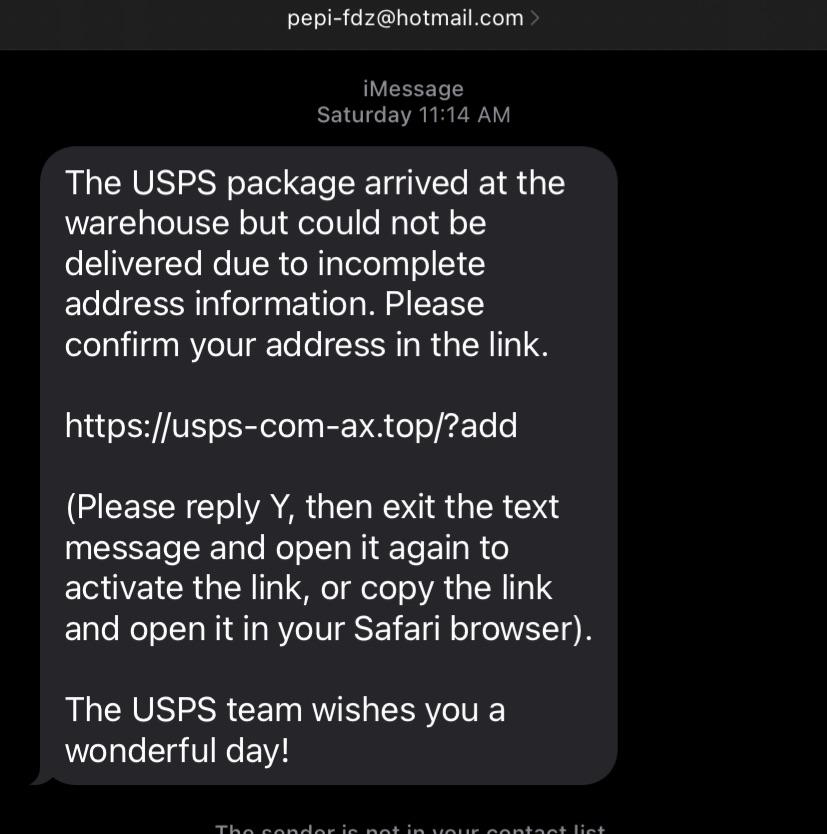 pepi-fdz@hotmail.com
iMessage
Saturday 11:14 AM
The USPS package arrived at the
warehouse but could not be
delivered due to incomplete
address information. Please
confirm your address in the link.
https://usps-com-ax.top/?add
(Please reply Y, then exit the text
message and open it again to
activate the link, or copy the link
and open it in your Safari browser).
The USPS team wishes you a
wonderful day!
The sender is not in your contact list